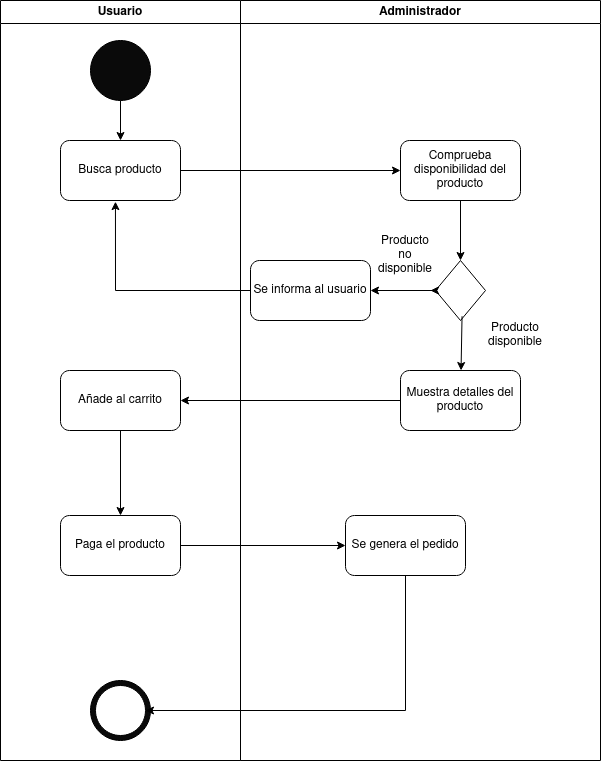 Usuario
Administrador
Busca producto
Comprueba
disponibilidad del
producto
Producto
no
disponible
Se informa al usuario
Producto
disponible
Añade al carrito
Muestra detalles del
producto
Paga el producto
Se genera el pedido